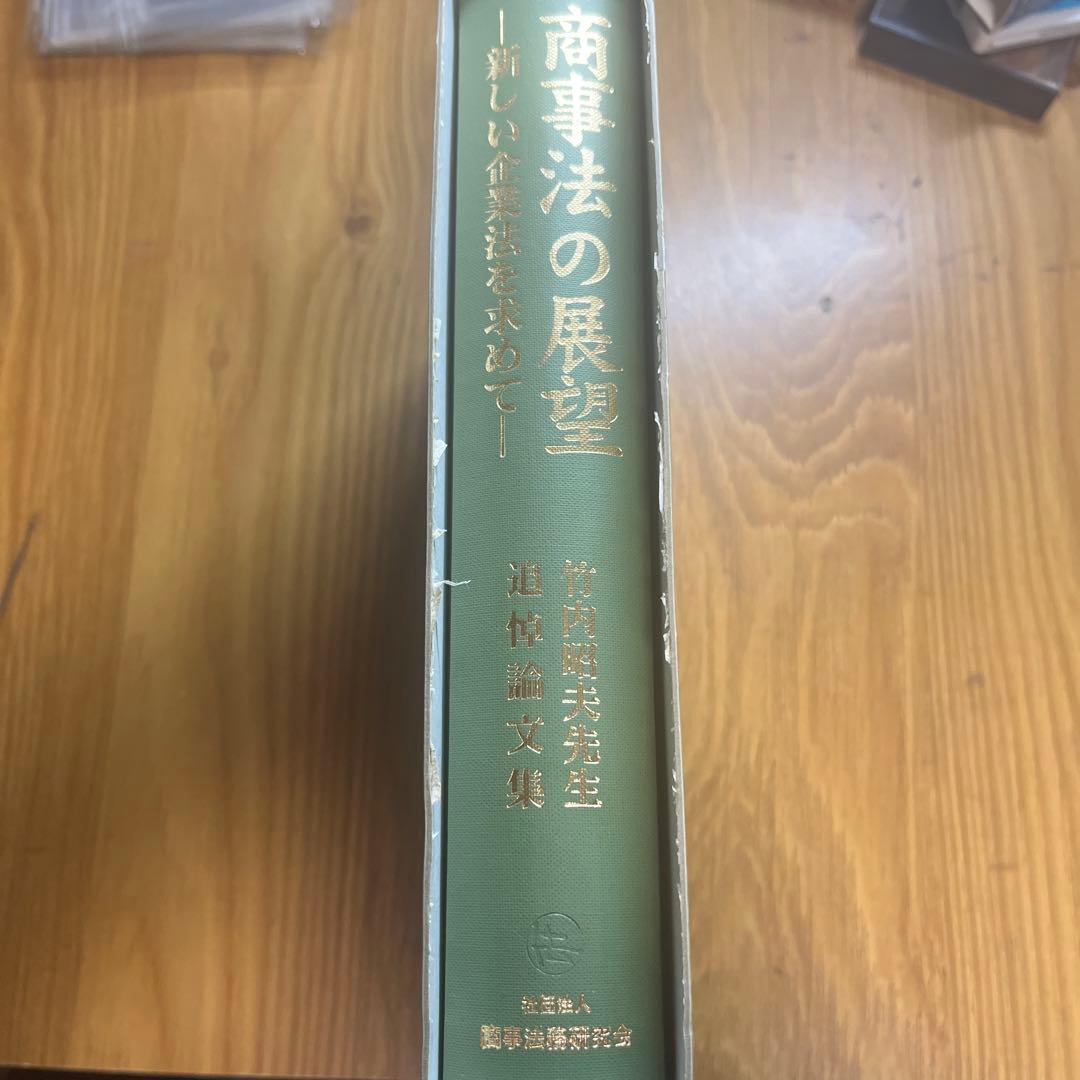 商事法の展望
―新しい企業法を求めて―
竹内昭夫先生
追悼論文集
社団法人
商事法務研究会